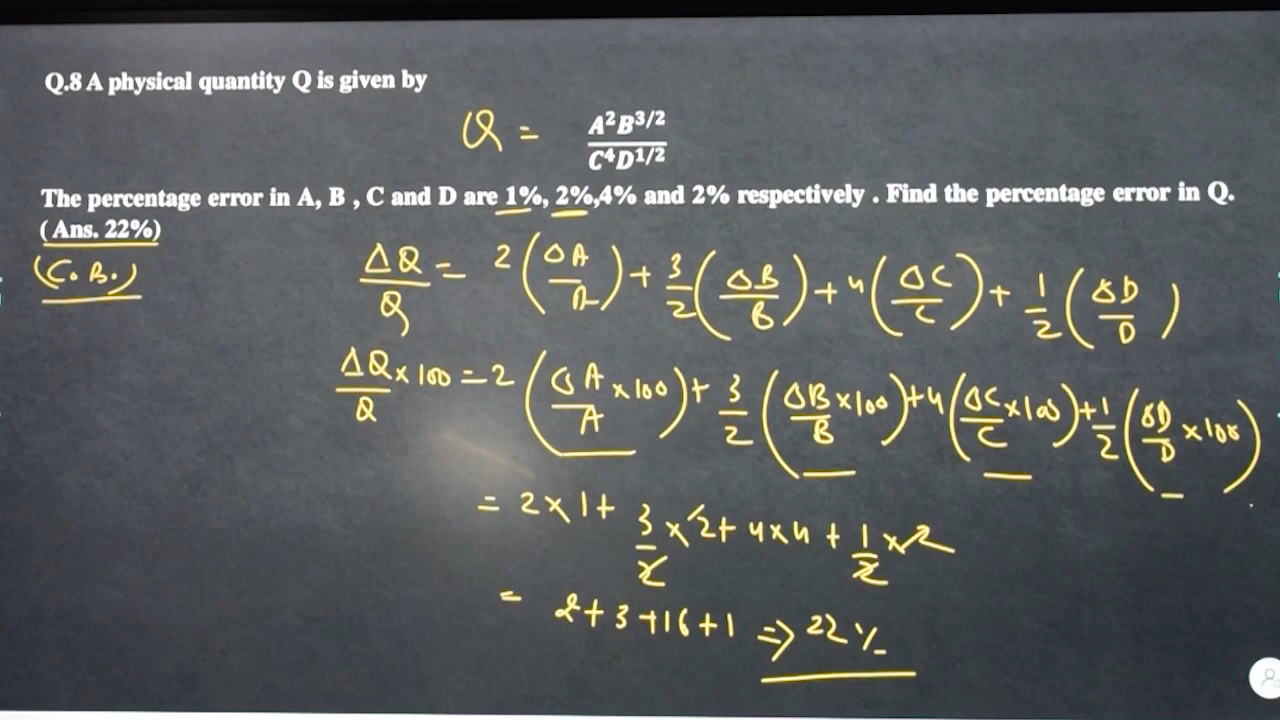 Q.8 A physical quantity Q is given by
Q = A²B^3/2 / C⁴D^1/2
The percentage error in A, B , C and D are 1%, 2%,4% and 2% respectively . Find the percentage error in Q.
( Ans. 22%)
(C.B.)
ΔQ/Q = 2(ΔA/A) + 3/2(ΔB/B) + 4(ΔC/C) + 1/2(ΔD/D)
ΔQ/Q × 100 = 2(ΔA/A × 100) + 3/2(ΔB/B × 100) + 4(ΔC/C × 100) + 1/2(ΔD/D × 100)
= 2 × 1 + 3/2 × 2 + 4 × 4 + 1/2 × 2
= 2 + 3 + 16 + 1 ⇒ 22%